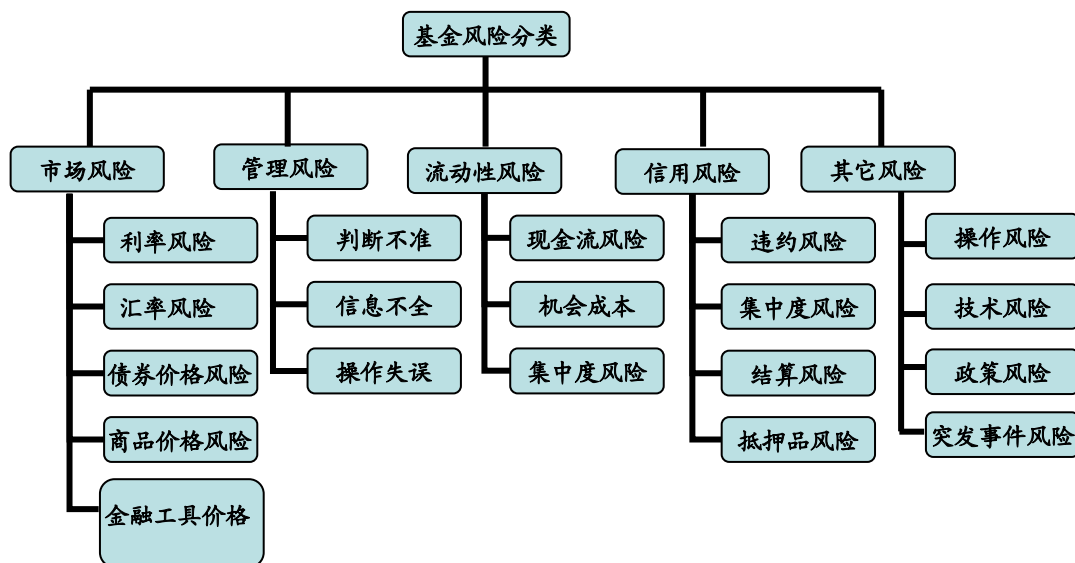 基金风险分类
市场风险
管理风险
流动性风险
信用风险
其它风险
利率风险
汇率风险
债券价格风险
商品价格风险
金融工具价格
判断不准
信息不全
操作失误
现金流风险
机会成本
集中度风险
违约风险
集中度风险
结算风险
抵押品风险
操作风险
技术风险
政策风险
突发事件风险